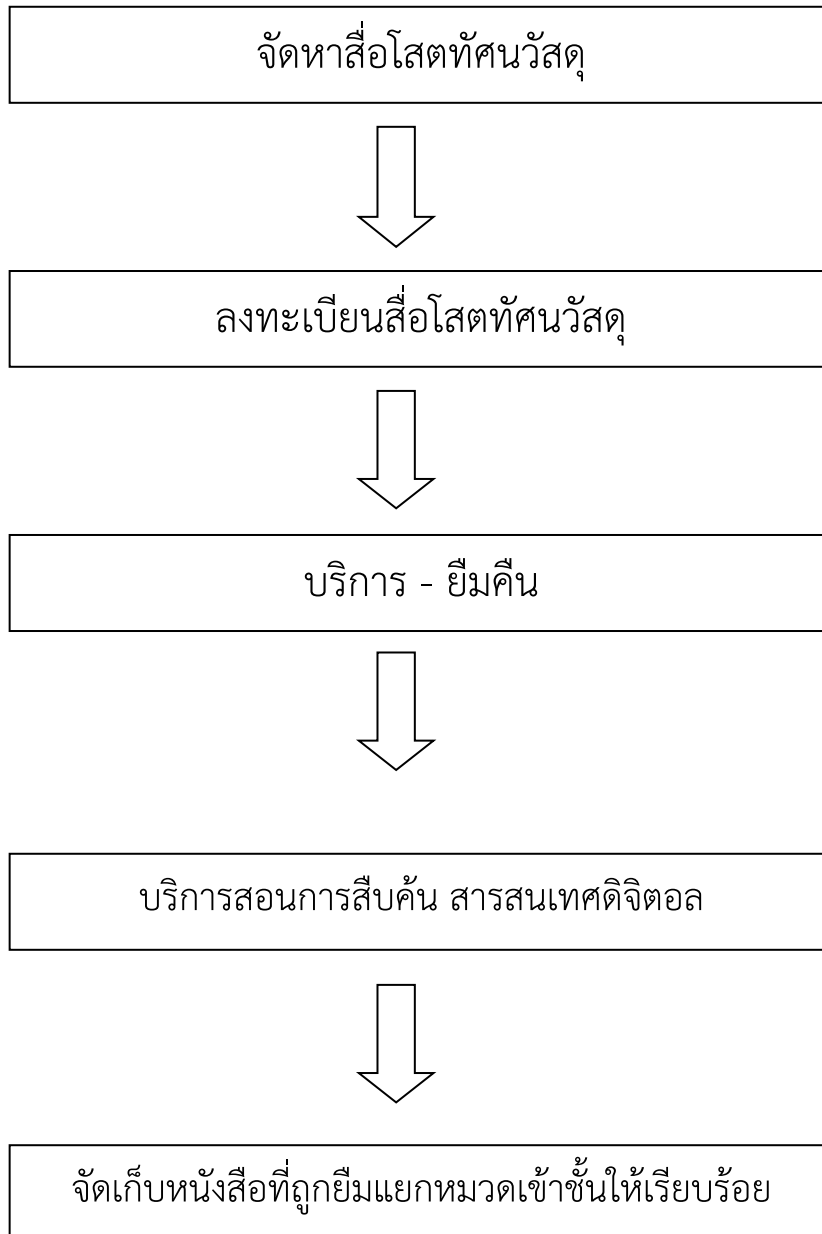 จัดหาสื่อโสตทัศนวัสดุ
ลงทะเบียนสื่อโสตทัศนวัสดุ
บริการ - ยืมคืน
บริการสอนการสืบค้น สารสนเทศดิจิตอล
จัดเก็บหนังสือที่ถูกยืมแยกหมวดเข้าชั้นให้เรียบร้อย